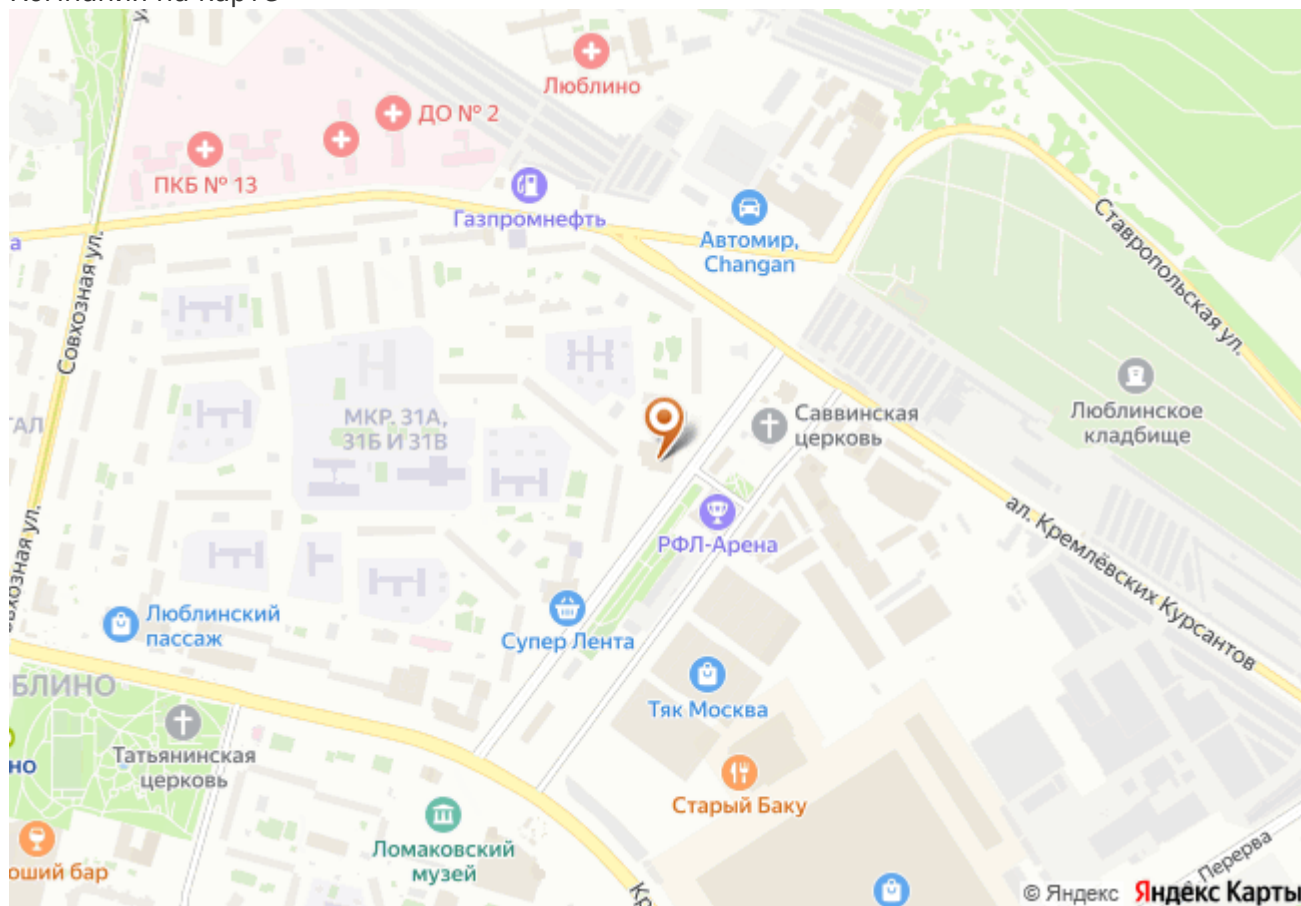 Люблино
ДО № 2
ПКБ № 13
Газпромнефть
Автомир,
Changan
Ставропольская ул.
Совхозная ул.
МКР. 31А,
31Б И 31В
Саввинская
церковь
Люблинское
кладбище
РФЛ-Арена
ал. Кремлёвских Курсантов
Люблинский
пассаж
Супер Лента
Тяк Москва
Татьянинская
церковь
Старый Баку
Ломаковский
музей
бар
Перерва
© Яндекс Яндекс Карты